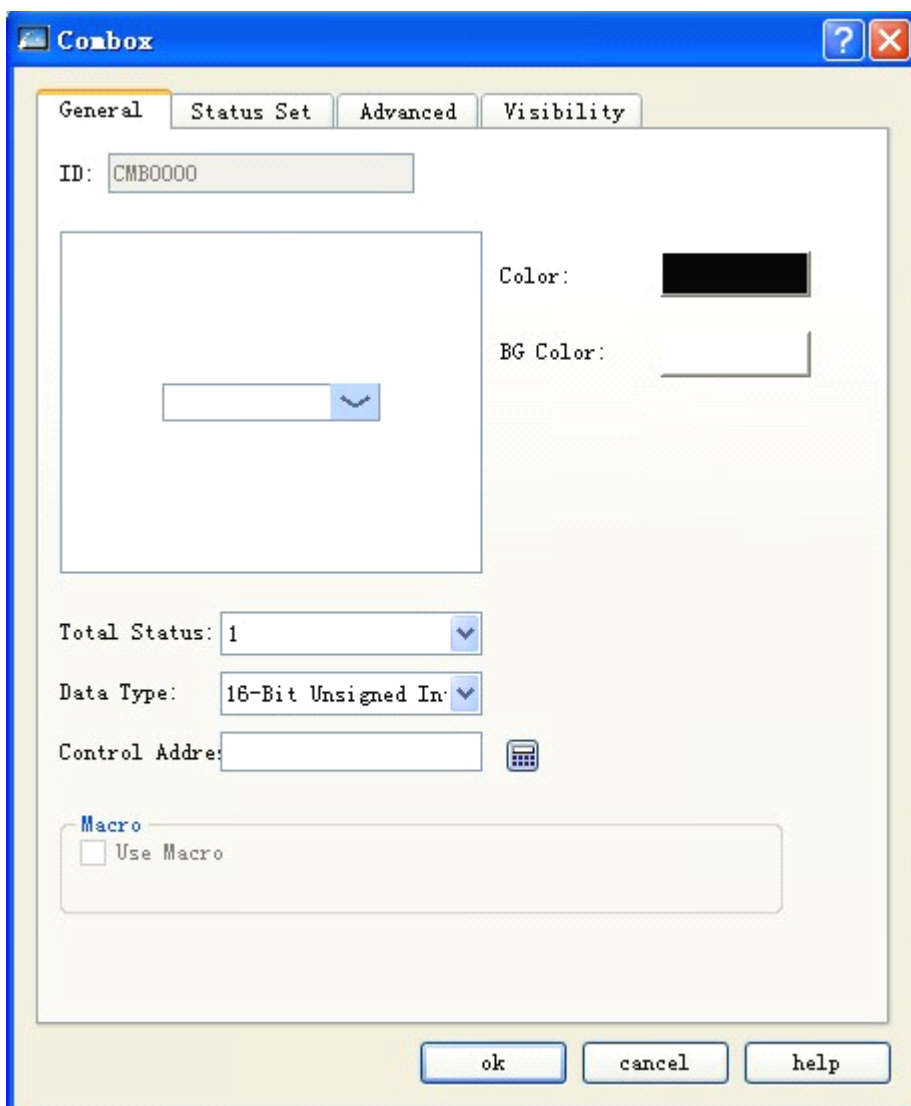 Combox
General Status Set Advanced Visibility
ID: CMB0000
Color:
BG Color:
Total Status: 1
Data Type: 16-Bit Unsigned In
Control Addre
Macro
Use Macro
ok cancel help